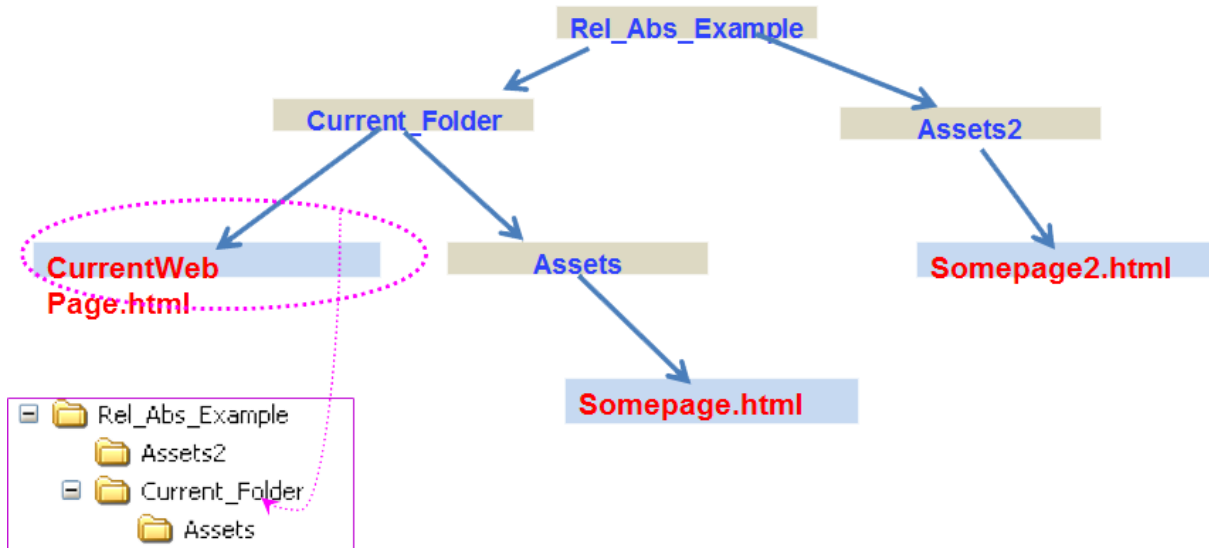 Rel_Abs_Example
Current_Folder
Assets2
CurrentWeb
Page.html
Assets
Somepage2.html
Somepage.html
Rel_Abs_Example
Assets2
Current_Folder
Assets